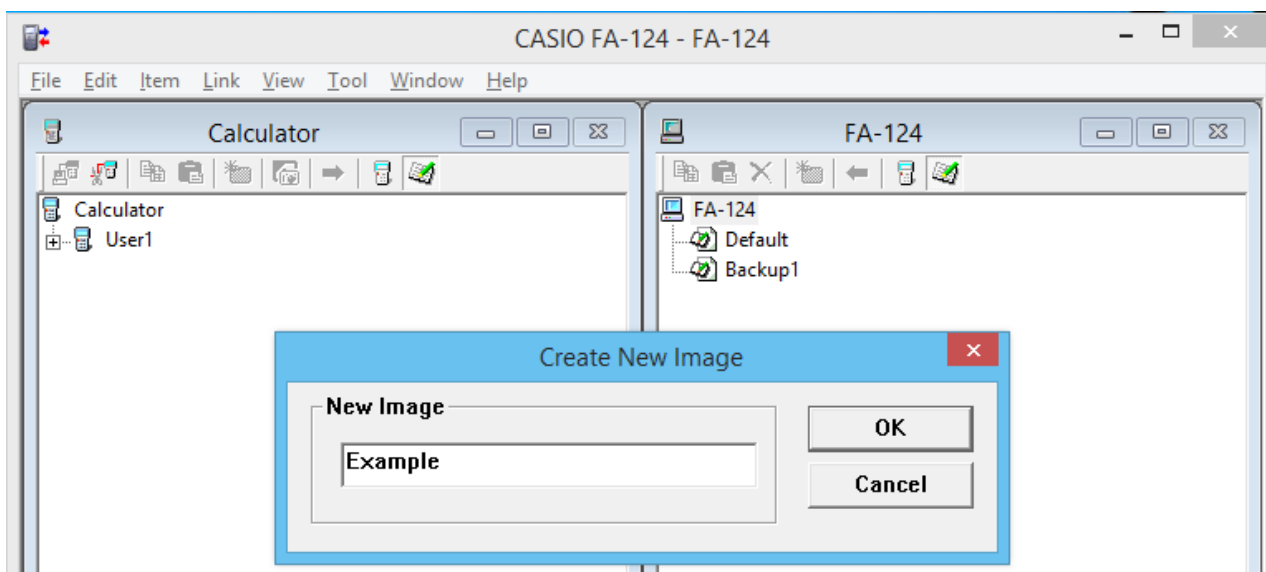 CASIO FA-124 - FA-124
File Edit Item Link View Tool Window Help
Calculator
Calculator
User1
FA-124
FA-124
Default
Backup1
Create New Image
New Image
Example
OK
Cancel